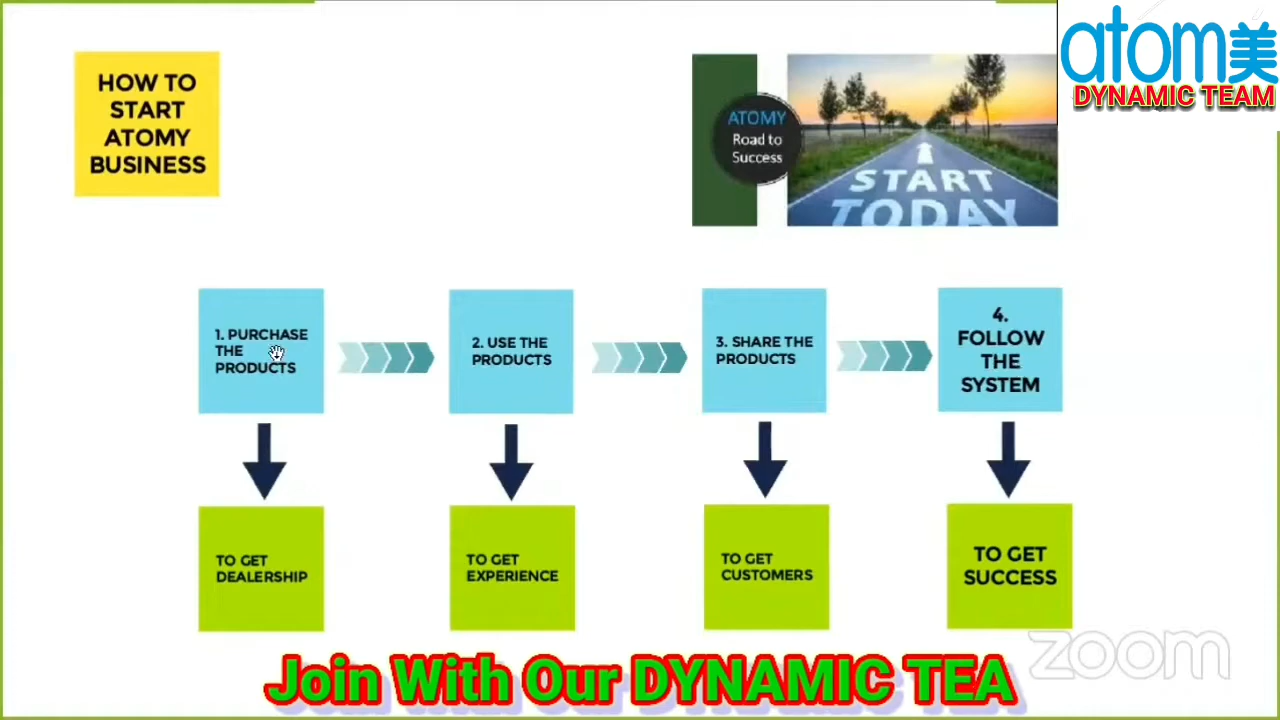 HOW TO
START
ATOMY
BUSINESS
ATOMY
Road to
Success
START
TODAY
atom美
DYNAMIC TEAM
1. PURCHASE
THE
PRODUCTS
2. USE THE
PRODUCTS
3. SHARE THE
PRODUCTS
4.
FOLLOW
THE
SYSTEM
TO GET
DEALERSHIP
TO GET
EXPERIENCE
TO GET
CUSTOMERS
TO GET
SUCCESS
zoom
Join With Our DYNAMIC TEA